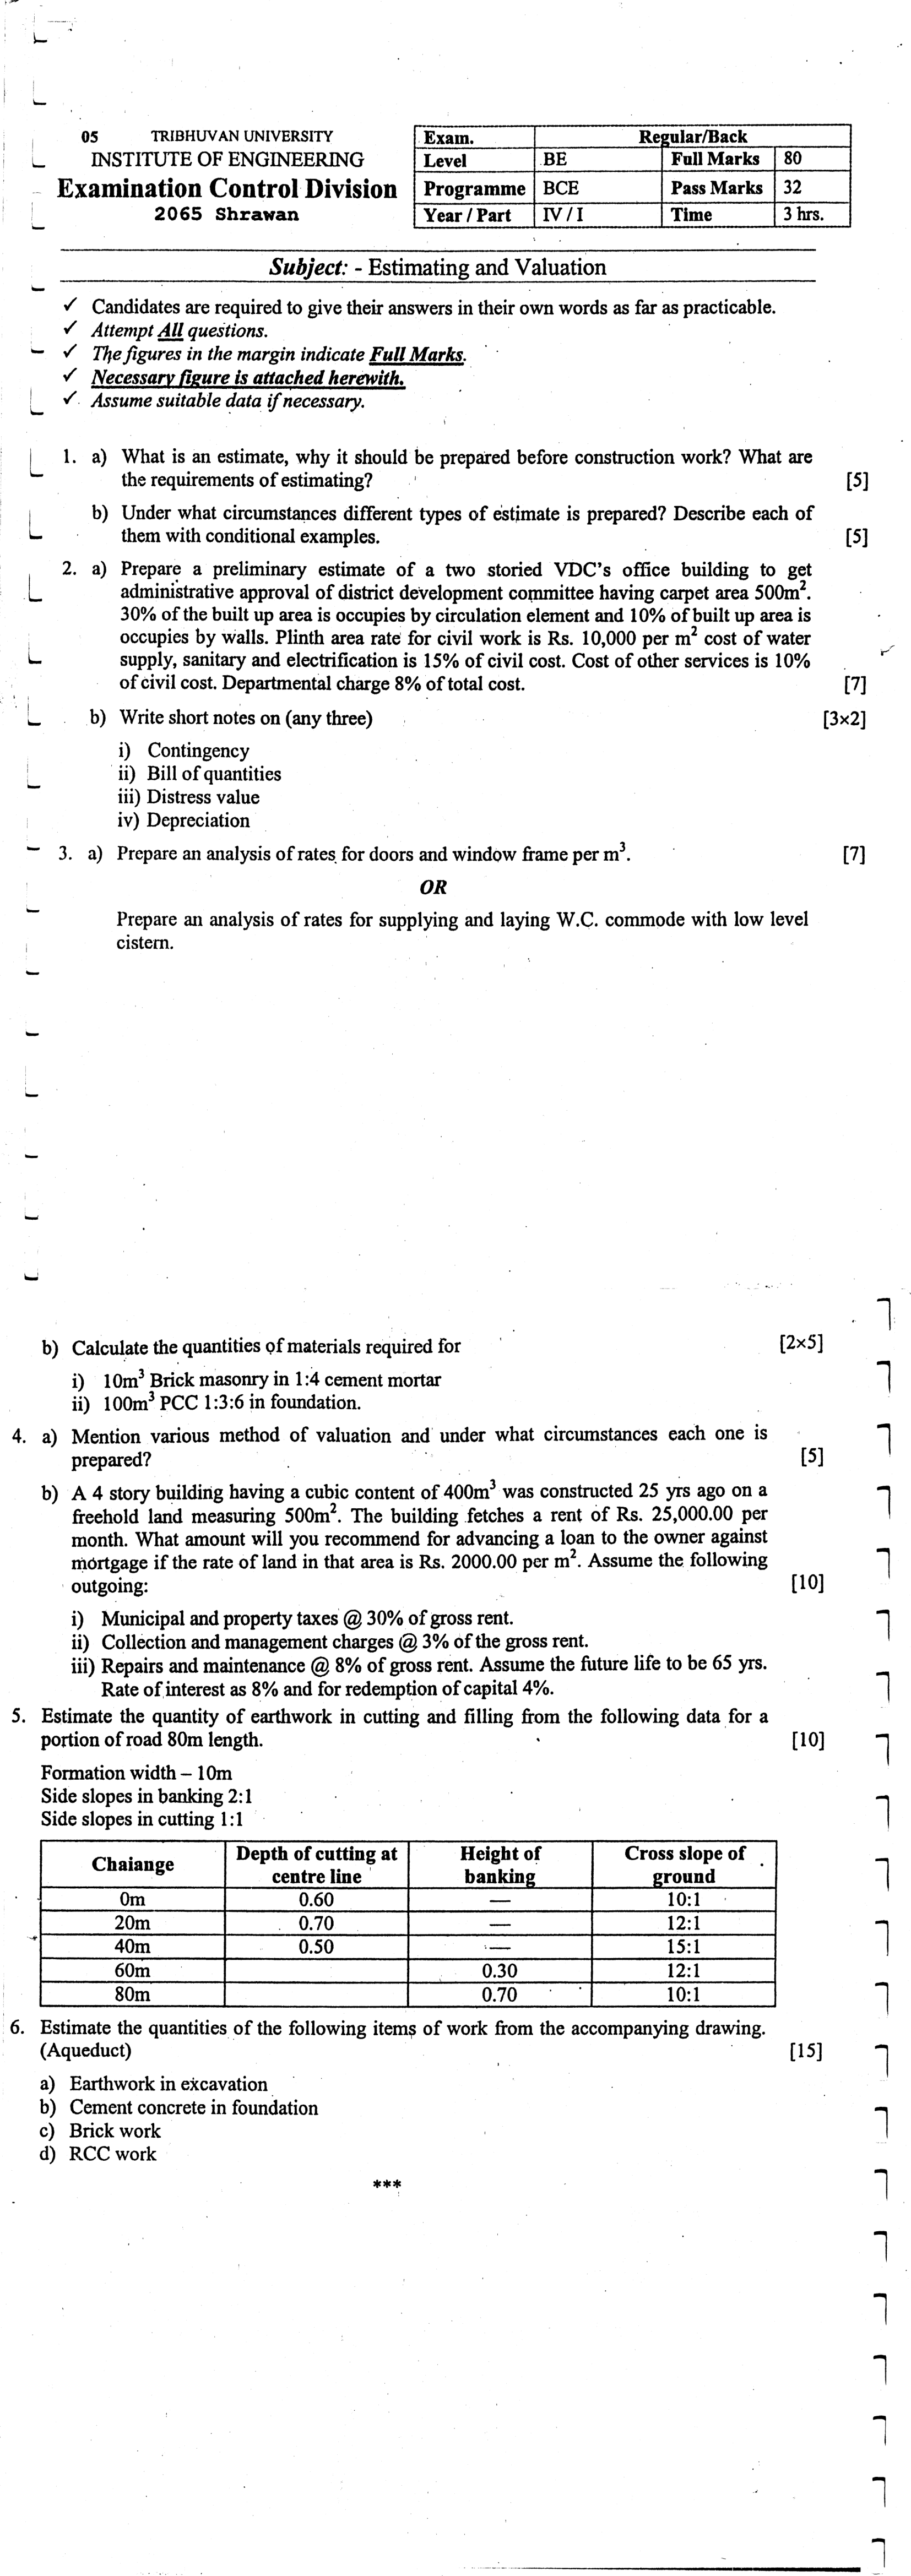 05 TRIBHUVAN UNIVERSITY
INSTITUTE OF ENGINEERING
Examination Control Division
2065 Shrawan
Exam. Regular/Back
Level BE Full Marks 80
Programme BCE Pass Marks 32
Year / Part IV / I Time 3 hrs.
Subject: - Estimating and Valuation
✓ Candidates are required to give their answers in their own words as far as practicable.
✓ Attempt All questions.
✓ The figures in the margin indicate Full Marks.
✓ Necessary figure is attached herewith.
✓ Assume suitable data if necessary.
1. a) What is an estimate, why it should be prepared before construction work? What are
the requirements of estimating? [5]
b) Under what circumstances different types of estimate is prepared? Describe each of
them with conditional examples. [5]
2. a) Prepare a preliminary estimate of a two storied VDC's office building to get
administrative approval of district development committee having carpet area 500m².
30% of the built up area is occupies by circulation element and 10% of built up area is
occupies by walls. Plinth area rate for civil work is Rs. 10,000 per m² cost of water
supply, sanitary and electrification is 15% of civil cost. Cost of other services is 10%
of civil cost. Departmental charge 8% of total cost. [7]
b) Write short notes on (any three) [3×2]
i) Contingency
ii) Bill of quantities
iii) Distress value
iv) Depreciation
3. a) Prepare an analysis of rates for doors and window frame per m³. [7]
OR
Prepare an analysis of rates for supplying and laying W.C. commode with low level
cistern.
b) Calculate the quantities of materials required for [2×5]
i) 10m³ Brick masonry in 1:4 cement mortar
ii) 100m³ PCC 1:3:6 in foundation.
4. a) Mention various method of valuation and under what circumstances each one is
prepared? [5]
b) A 4 story building having a cubic content of 400m³ was constructed 25 yrs ago on a
freehold land measuring 500m². The building fetches a rent of Rs. 25,000.00 per
month. What amount will you recommend for advancing a loan to the owner against
mortgage if the rate of land in that area is Rs. 2000.00 per m². Assume the following
outgoing: [10]
i) Municipal and property taxes @ 30% of gross rent.
ii) Collection and management charges @ 3% of the gross rent.
iii) Repairs and maintenance @ 8% of gross rent. Assume the future life to be 65 yrs.
Rate of interest as 8% and for redemption of capital 4%.
5. Estimate the quantity of earthwork in cutting and filling from the following data for a
portion of road 80m length. [10]
Formation width – 10m
Side slopes in banking 2:1
Side slopes in cutting 1:1
Chaiange Depth of cutting at centre line Height of banking Cross slope of ground
0m 0.60 — 10:1
20m 0.70 — 12:1
40m 0.50 — 15:1
60m 0.30 12:1
80m 0.70 10:1
6. Estimate the quantities of the following items of work from the accompanying drawing.
(Aqueduct) [15]
a) Earthwork in excavation
b) Cement concrete in foundation
c) Brick work
d) RCC work
***